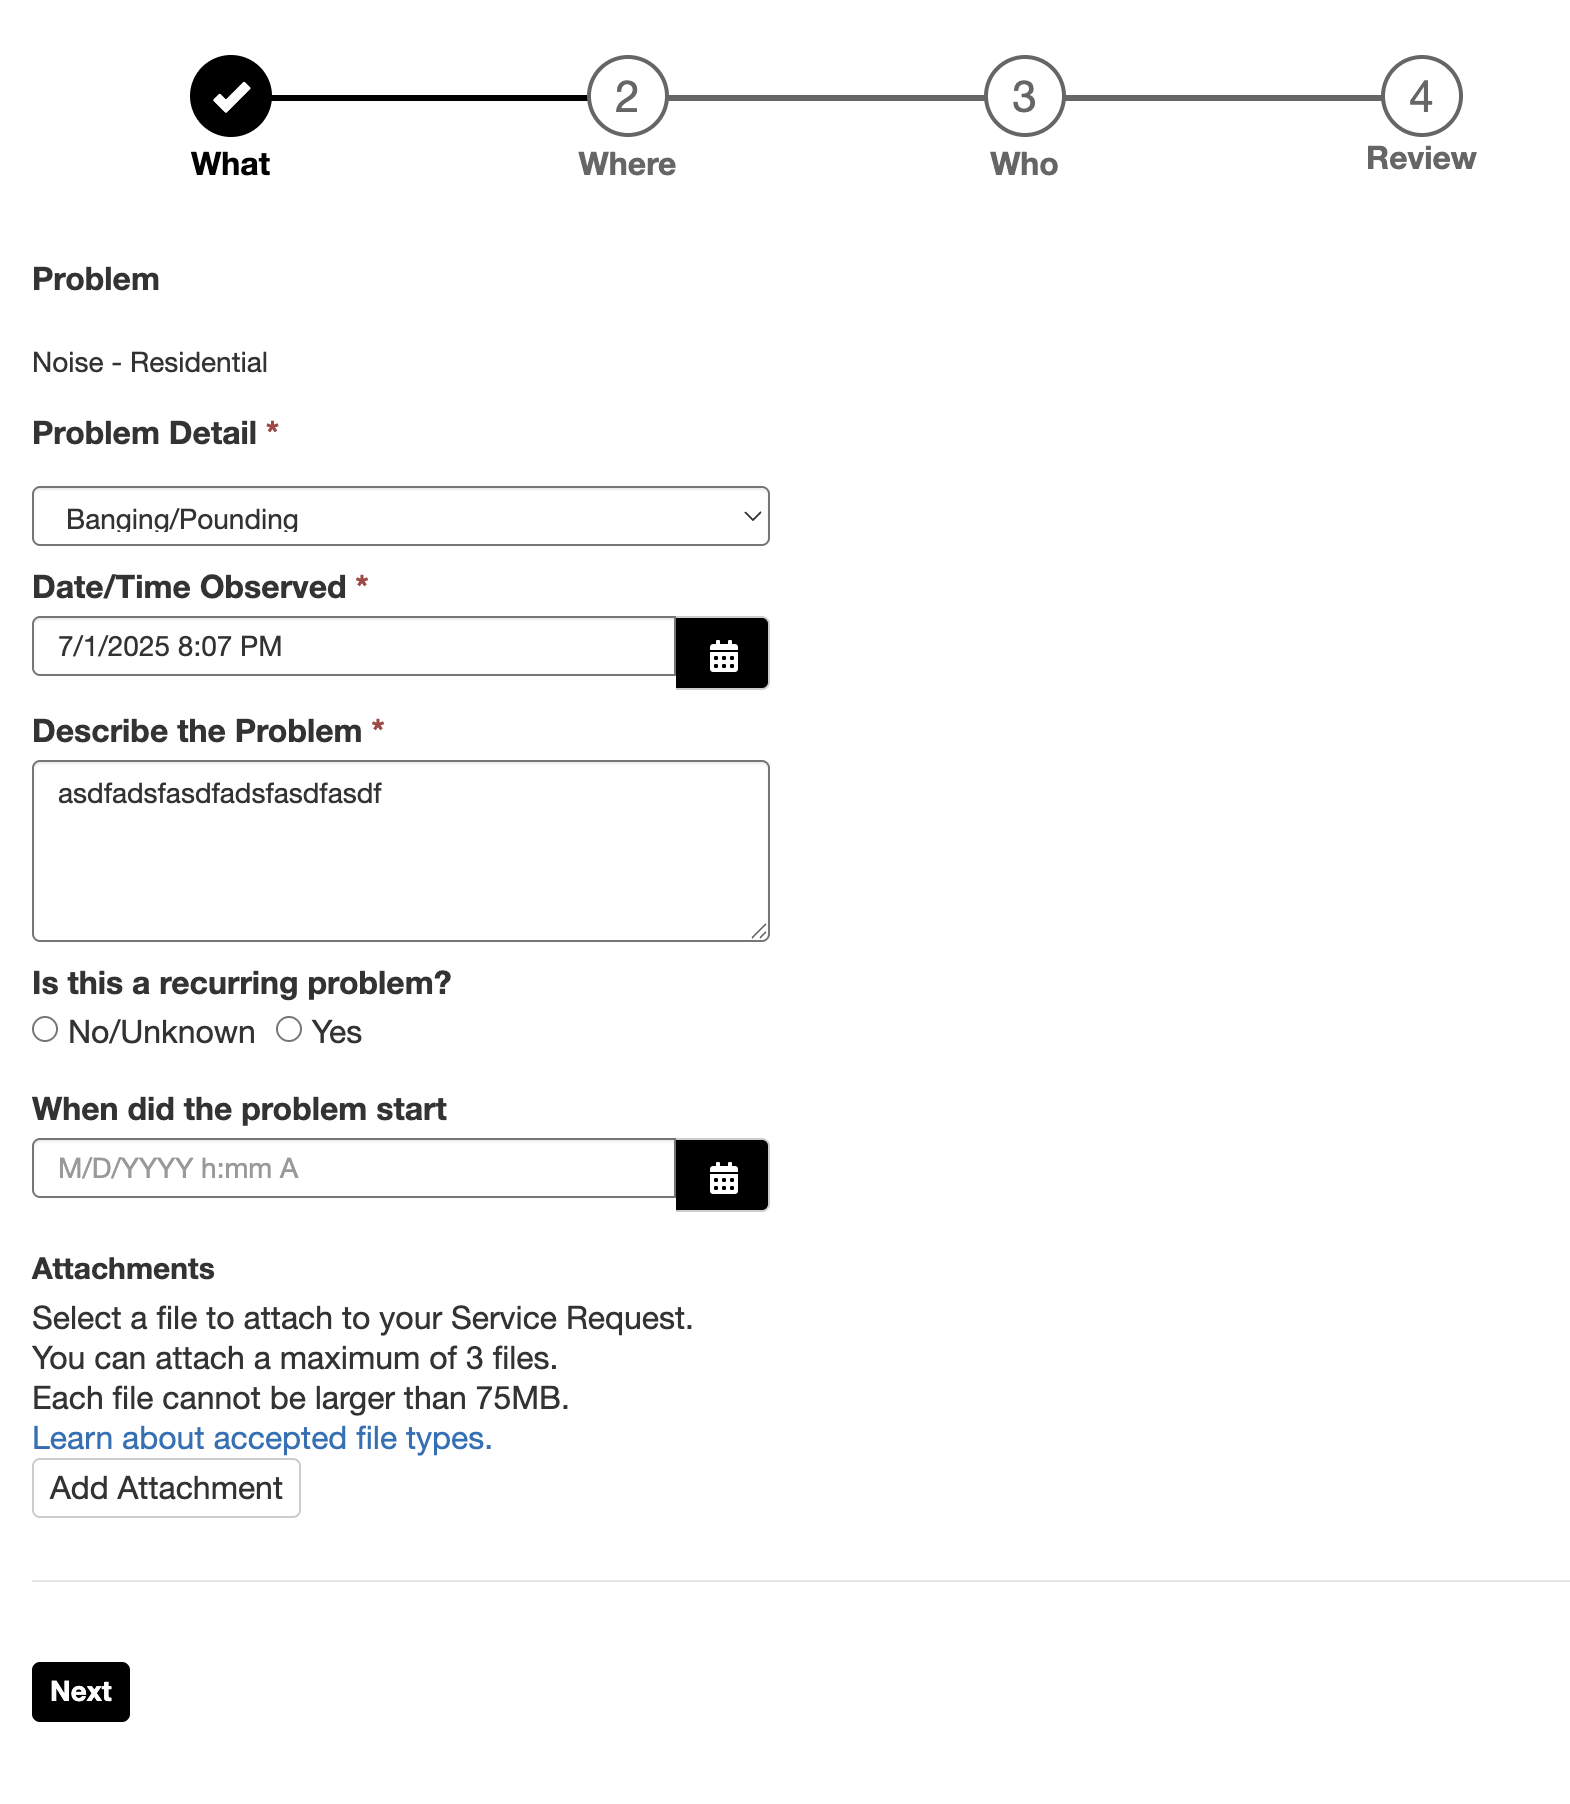 2
3
4
What
Where
Who
Review
Problem
Noise - Residential
Problem Detail *
Banging/Pounding
Date/Time Observed *
7/1/2025 8:07 PM
Describe the Problem *
asdfadsfasdfadsfasdfasdf
Is this a recurring problem?
No/Unknown Yes
When did the problem start
M/D/YYYY h:mm A
Attachments
Select a file to attach to your Service Request.
You can attach a maximum of 3 files.
Each file cannot be larger than 75MB.
Learn about accepted file types.
Add Attachment
Next